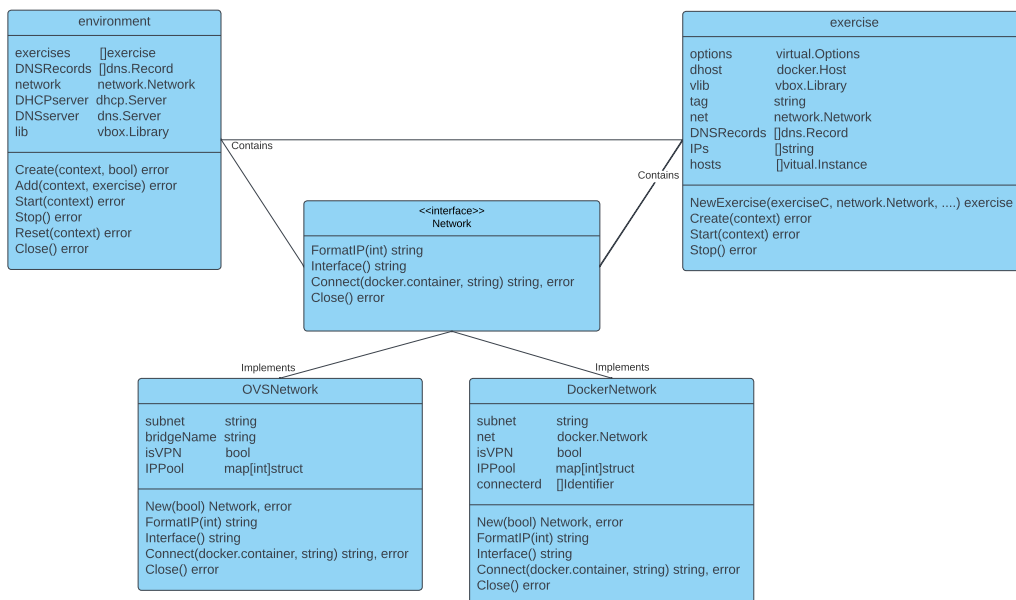 environment
exercises []exercise
DNSRecords []dns.Record
network network.Network
DHCPserver dhcp.Server
DNSserver dns.Server
lib vbox.Library
Create(context, bool) error
Add(context, exercise) error
Start(context) error
Stop() error
Reset(context) error
Close() error
exercise
options virtual.Options
dhost docker.Host
vlib vbox.Library
tag string
net network.Network
DNSRecords []dns.Record
IPs []string
hosts []vitual.Instance
NewExercise(exerciseC, network.Network, ....) exercise
Create(context) error
Start(context) error
Stop() error
Contains
Contains
<<interface>>
Network
FormatIP(int) string
Interface() string
Connect(docker.container, string) string, error
Close() error
Implements
Implements
OVSNetwork
subnet string
bridgeName string
isVPN bool
IPPool map[int]struct
New(bool) Network, error
FormatIP(int) string
Interface() string
Connect(docker.container, string) string, error
Close() error
DockerNetwork
subnet string
net docker.Network
isVPN bool
IPPool map[int]struct
connecterd []Identifier
New(bool) Network, error
FormatIP(int) string
Interface() string
Connect(docker.container, string) string, error
Close() error